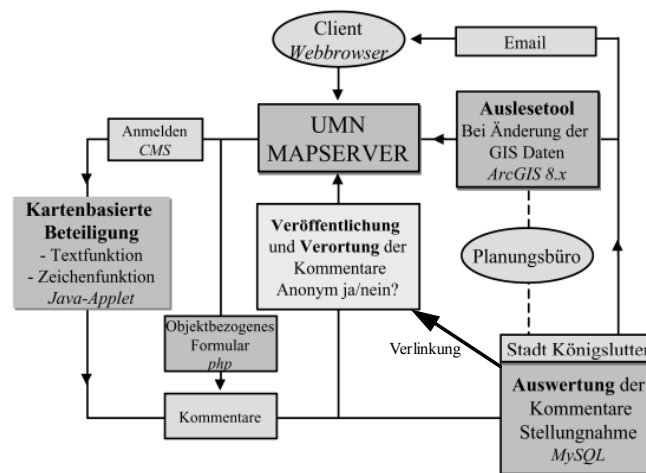 Client
Webbrowser
Email
Anmelden
CMS
UMN
MAPSERVER
Auslesetool
Bei Änderung der
GIS Daten
ArcGIS 8.x
Kartenbasierte
Beteiligung
- Textfunktion
- Zeichenfunktion
Java-Applet
Veröffentlichung
und Verortung der
Kommentare
Anonym ja/nein?
Planungsbüro
Objektbezogenes
Formular
php
Verlinkung
Stadt Königslutter
Kommentare
Auswertung der
Kommentare
Stellungnahme
MySQL